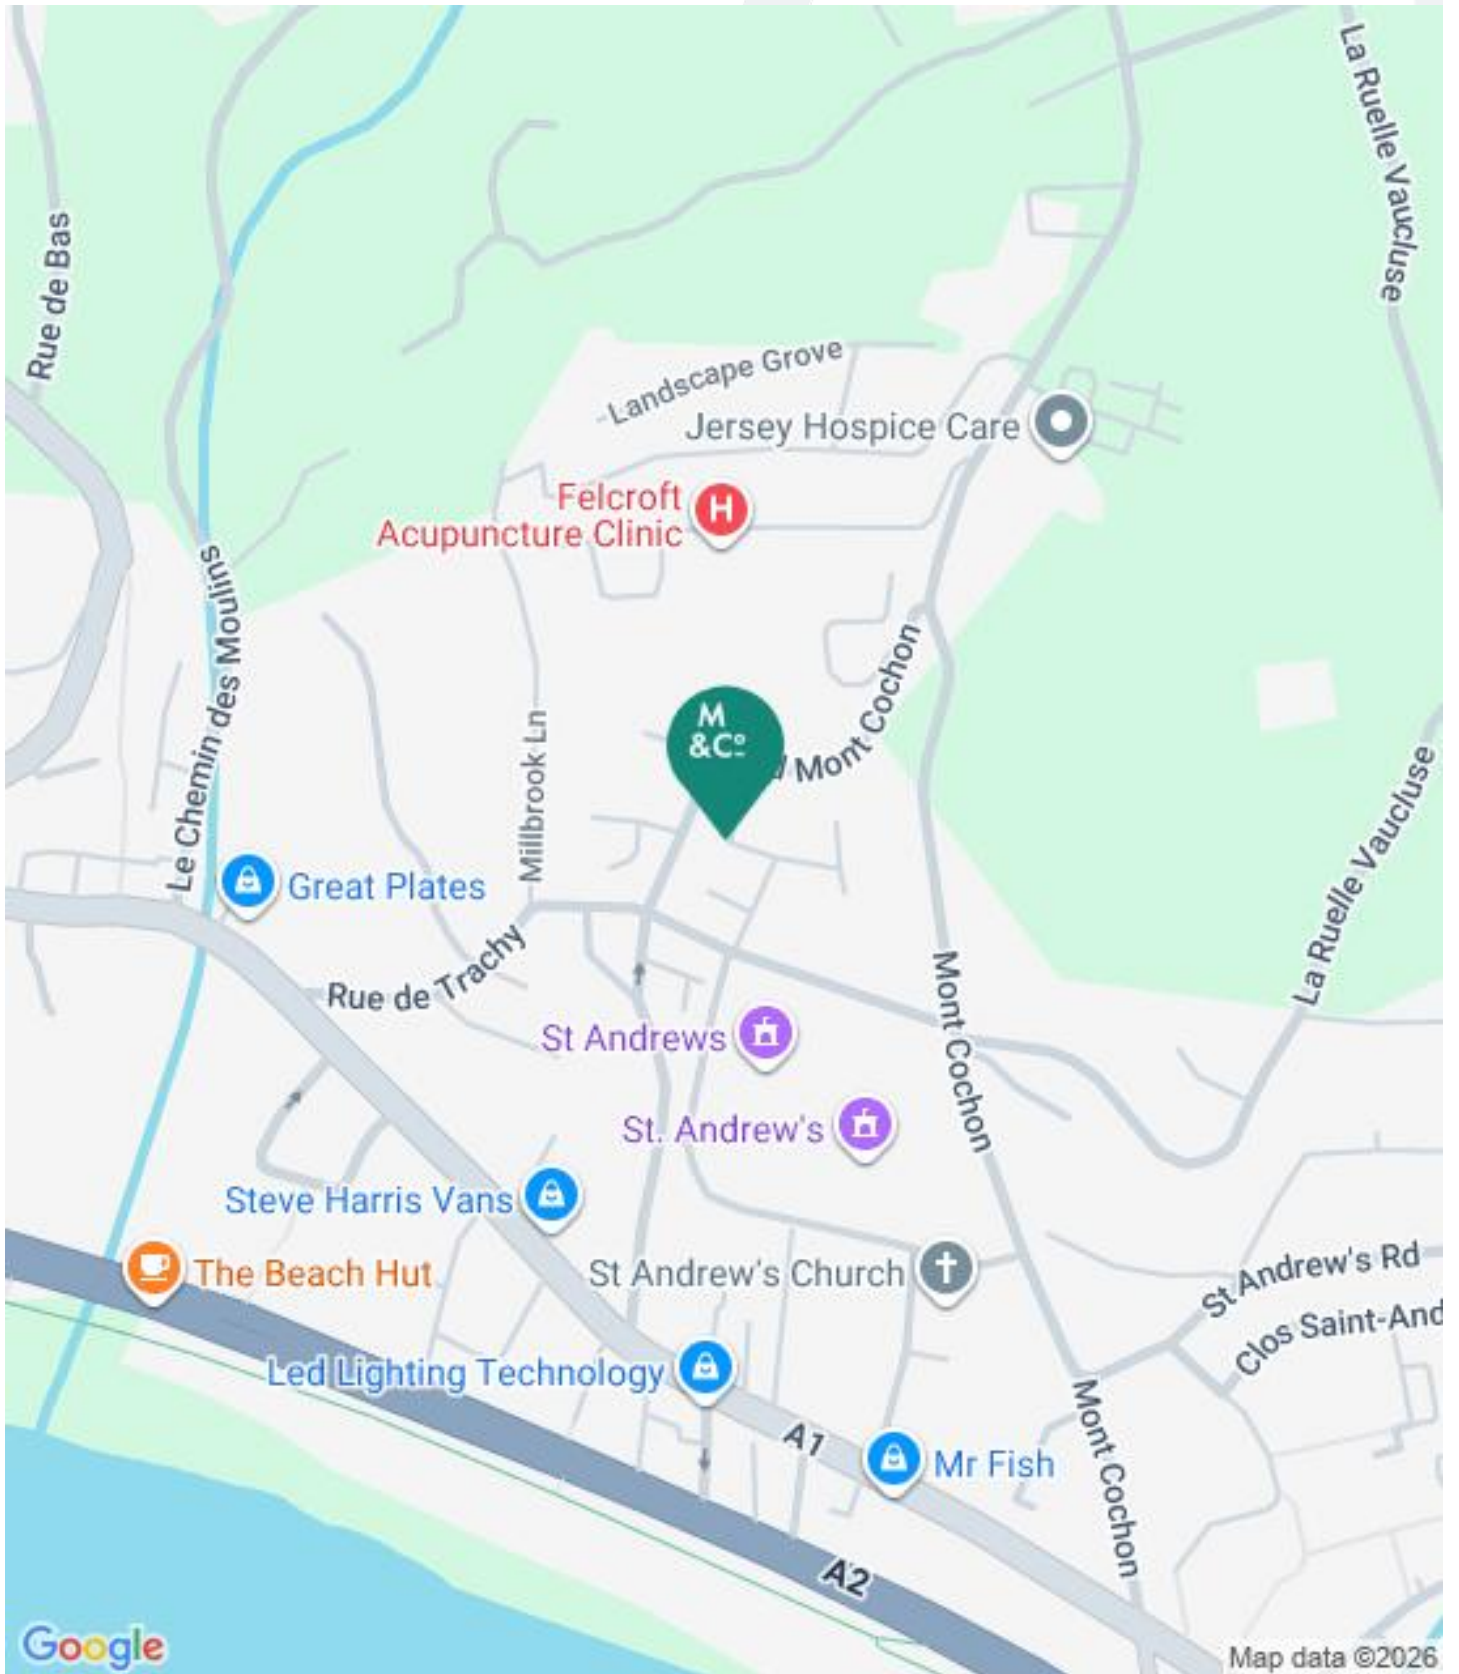 La Ruelle Vaucluse
Rue de Bas
Landscape Grove
Jersey Hospice Care
Felcroft
Acupuncture Clinic
H
Le Chemin des Moulins
Millbrook Ln
M
&Co
Mont Cochon
La Ruelle Vaucluse
Great Plates
Rue de Trachy
Mont Cochon
St Andrews
St. Andrew's
Steve Harris Vans
The Beach Hut
St Andrew's Church
St Andrew's Rd
Clos Saint-And
Led Lighting Technology
Mont Cochon
A1
Mr Fish
A2
Google
Map data ©2026